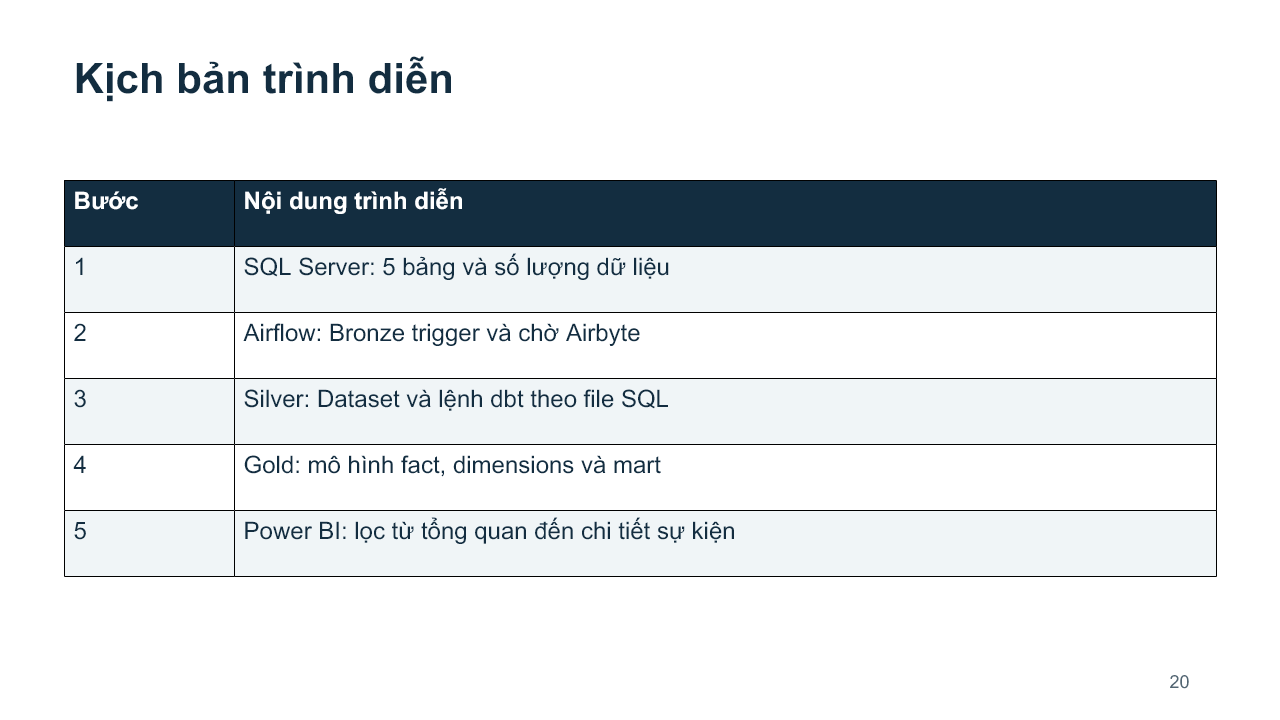 Kịch bản trình diễn
Bước Nội dung trình diễn
1 SQL Server: 5 bảng và số lượng dữ liệu
2 Airflow: Bronze trigger và chờ Airbyte
3 Silver: Dataset và lệnh dbt theo file SQL
4 Gold: mô hình fact, dimensions và mart
5 Power BI: lọc từ tổng quan đến chi tiết sự kiện
20